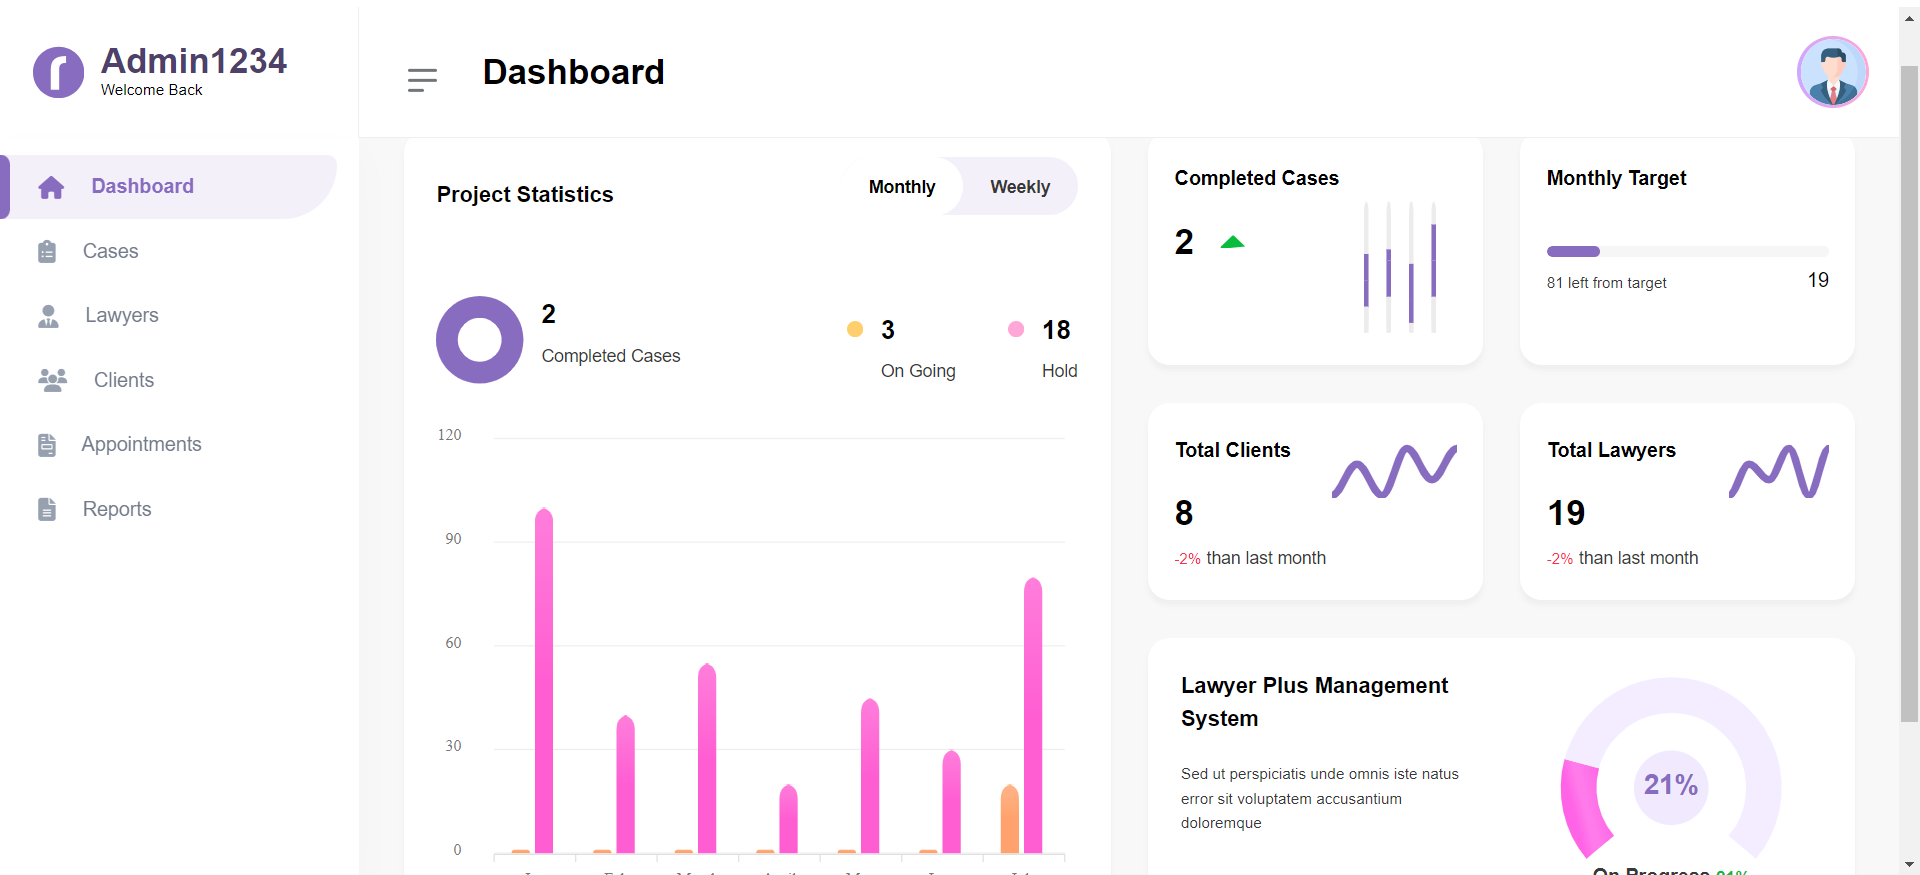 Admin1234
Welcome Back
Dashboard
Cases
Lawyers
Clients
Appointments
Reports
Dashboard
Project Statistics
Monthly
Weekly
2
Completed Cases
3
On Going
18
Hold
120
90
60
30
0
Completed Cases
2
Monthly Target
81 left from target
19
Total Clients
8
-2% than last month
Total Lawyers
19
-2% than last month
Lawyer Plus Management
System
Sed ut perspiciatis unde omnis iste natus
error sit voluptatem accusantium
doloremque
21%
On Progress 21%